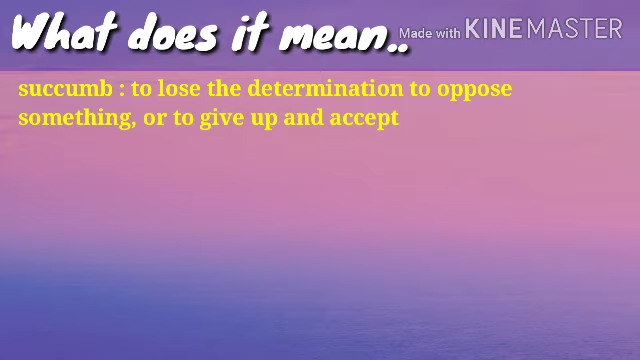 What does it mean..
Made with KINEMASTER
succumb : to lose the determination to oppose
something, or to give up and accept